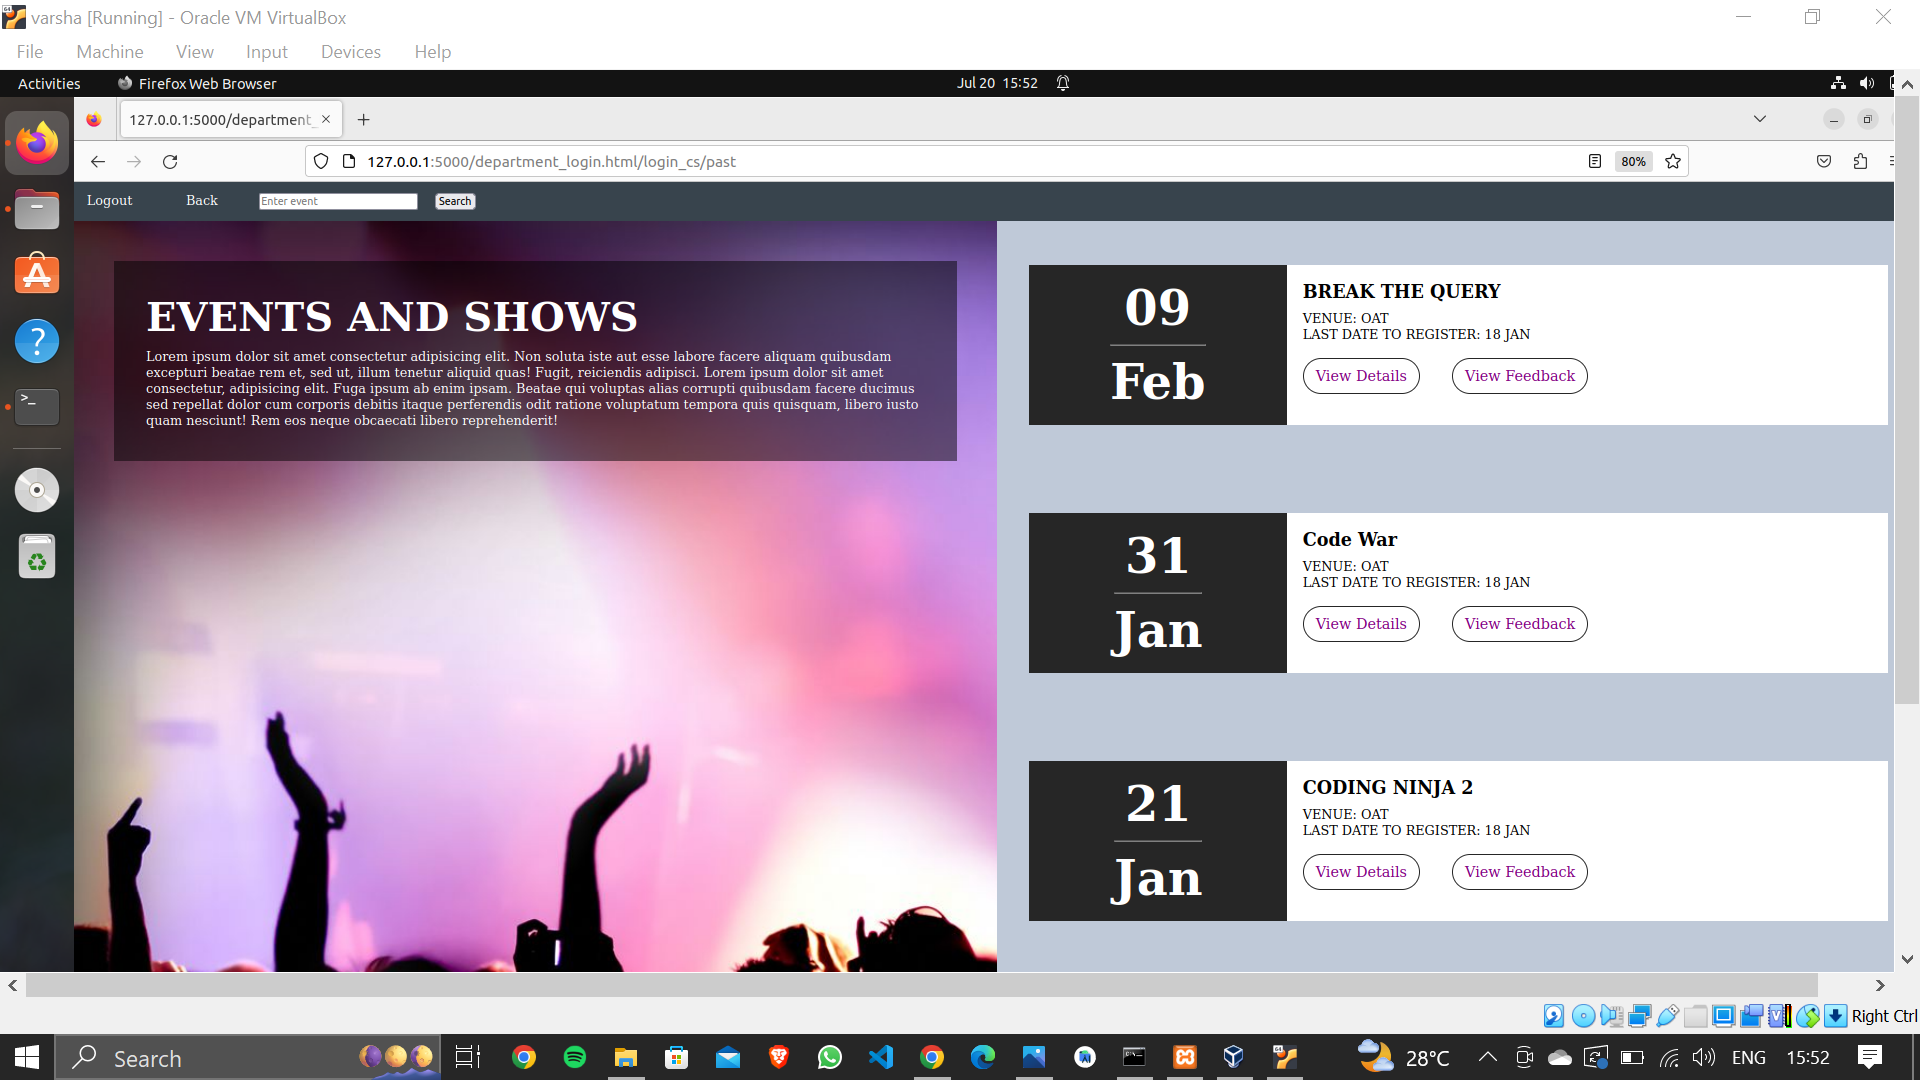 varsha [Running] - Oracle VM VirtualBox
File Machine View Input Devices Help
Activities Firefox Web Browser Jul 20 15:52
127.0.0.1:5000/department_
127.0.0.1:5000/department_login.html/login_cs/past 80%
Logout Back Enter event Search
EVENTS AND SHOWS
Lorem ipsum dolor sit amet consectetur adipisicing elit. Non soluta iste aut esse labore facere aliquam quibusdam
excepturi beatae rem et, sed ut, illum tenetur aliquid quas! Fugit, reiciendis adipisci. Lorem ipsum dolor sit amet
consectetur, adipisicing elit. Fuga ipsum ab enim ipsam. Beatae qui voluptas alias corrupti quibusdam facere ducimus
sed repellat dolor cum corporis debitis itaque perferendis odit ratione voluptatum tempora quis quisquam, libero iusto
quam nesciunt! Rem eos neque obcaecati libero reprehenderit!
09
Feb
BREAK THE QUERY
VENUE: OAT
LAST DATE TO REGISTER: 18 JAN
View Details View Feedback
31
Jan
Code War
VENUE: OAT
LAST DATE TO REGISTER: 18 JAN
View Details View Feedback
21
Jan
CODING NINJA 2
VENUE: OAT
LAST DATE TO REGISTER: 18 JAN
View Details View Feedback
Right Ctrl
Search 28°C ENG 15:52